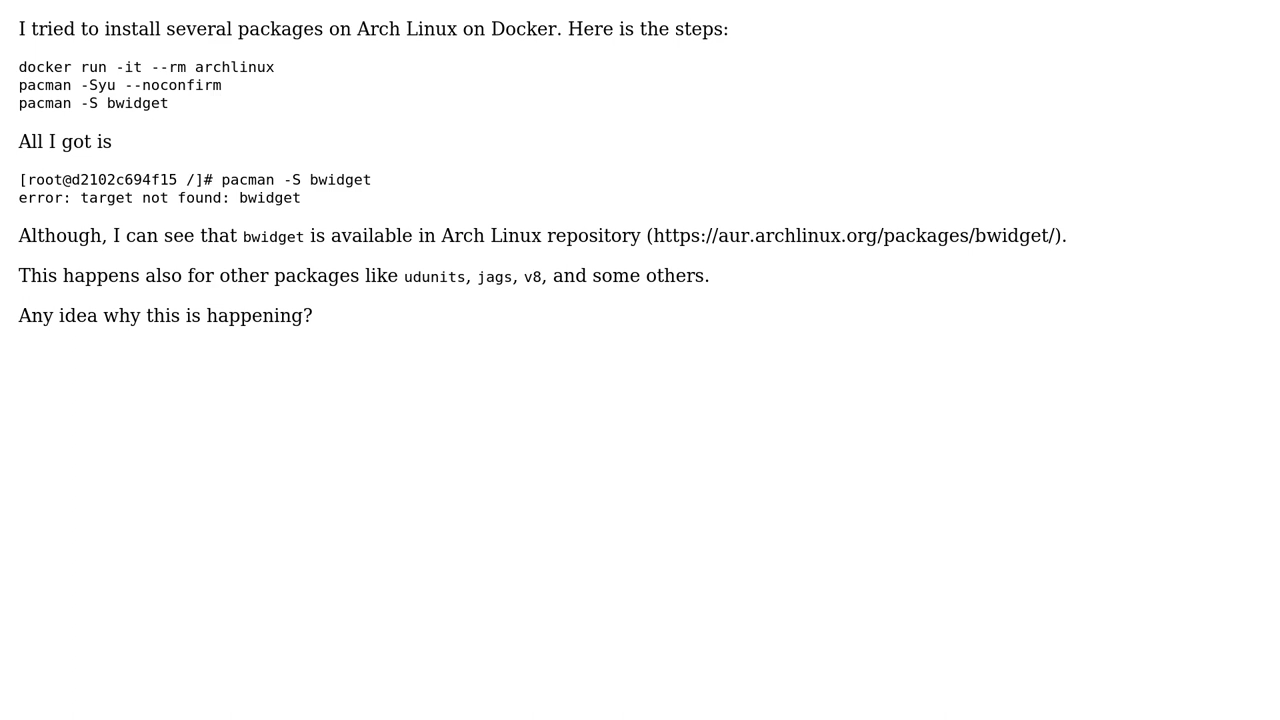 I tried to install several packages on Arch Linux on Docker. Here is the steps:
docker run -it --rm archlinux
pacman -Syu --noconfirm
pacman -S bwidget
All I got is
[root@d2102c694f15 /]# pacman -S bwidget
error: target not found: bwidget
Although, I can see that bwidget is available in Arch Linux repository (https://aur.archlinux.org/packages/bwidget/).
This happens also for other packages like udunits, jags, v8, and some others.
Any idea why this is happening?